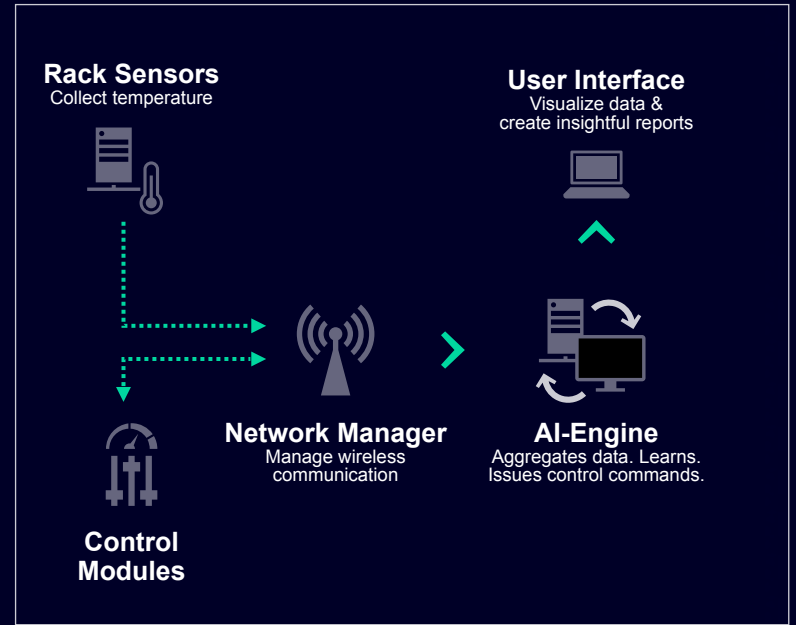 Rack Sensors
Collect temperature
User Interface
Visualize data &
create insightful reports
Network Manager
Manage wireless
communication
AI-Engine
Aggregates data. Learns.
Issues control commands.
Control
Modules